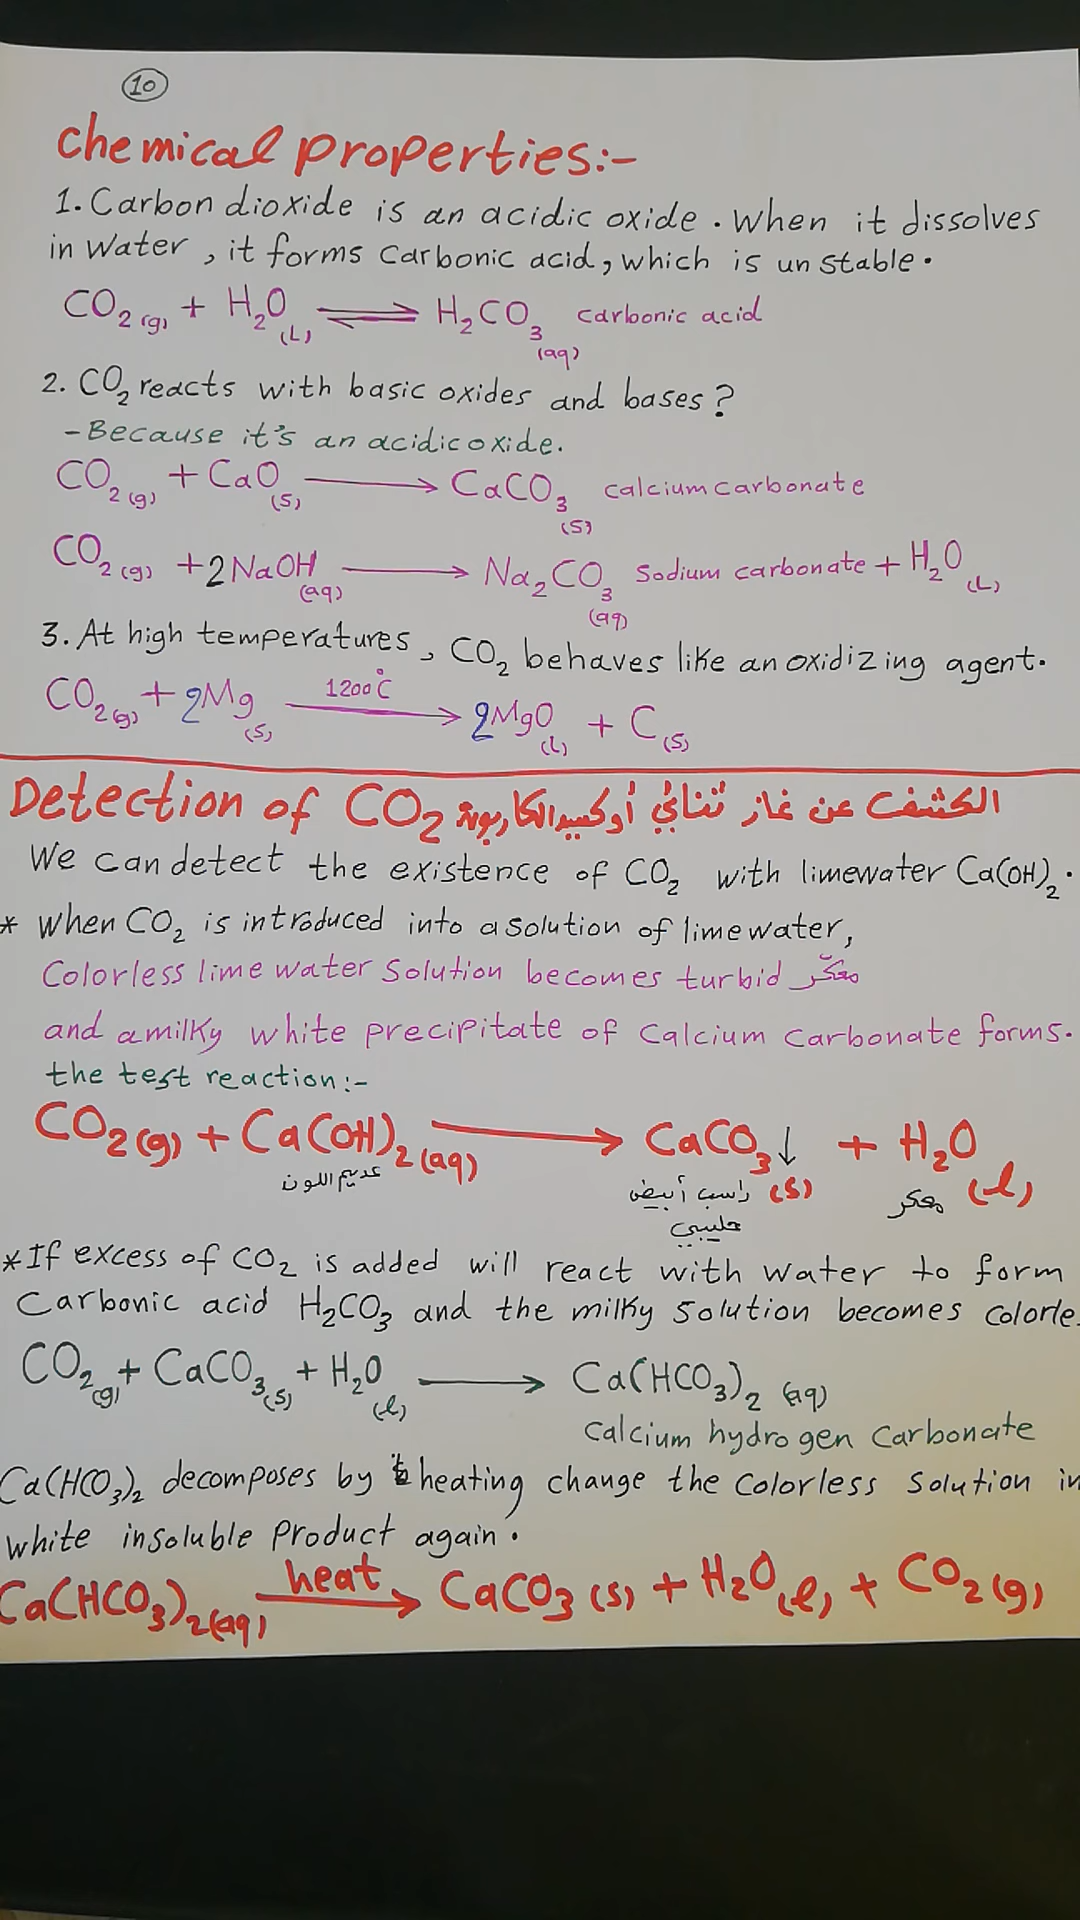 10
Chemical properties:-
1. Carbon dioxide is an acidic oxide. When it dissolves
in water, it forms carbonic acid, which is unstable.
CO2(g) + H2O(L) ⇌ H2CO3(aq) carbonic acid
2. CO2 reacts with basic oxides and bases?
- Because it's an acidic oxide.
CO2(g) + CaO(S) → CaCO3(S) calcium carbonate
CO2(g) + 2NaOH(aq) → Na2CO3(aq) Sodium carbonate + H2O(L)
3. At high temperatures, CO2 behaves like an oxidizing agent.
CO2(g) + 2Mg(S) 1200°C → 2MgO(l) + C(S)
Detection of CO2 الكشف عن غاز ثنائي أوكسيد الكاربون
We can detect the existence of CO2 with limewater Ca(OH)2.
* When CO2 is introduced into a solution of lime water,
Colorless lime water solution becomes turbid معكّر
and a milky white precipitate of Calcium Carbonate forms.
the test reaction:-
CO2(g) + Ca(OH)2(aq) → CaCO3↓(S) + H2O(l)
عديم اللون راسب أبيض معكر
حليبي
* If excess of CO2 is added will react with water to form
Carbonic acid H2CO3 and the milky solution becomes colorle
CO2(g) + CaCO3(S) + H2O(l) → Ca(HCO3)2(aq)
Calcium hydrogen Carbonate
Ca(HCO3)2 decomposes by heating change the Colorless Solution in
white insoluble product again.
Ca(HCO3)2(aq) heat → CaCO3(S) + H2O(l) + CO2(g)